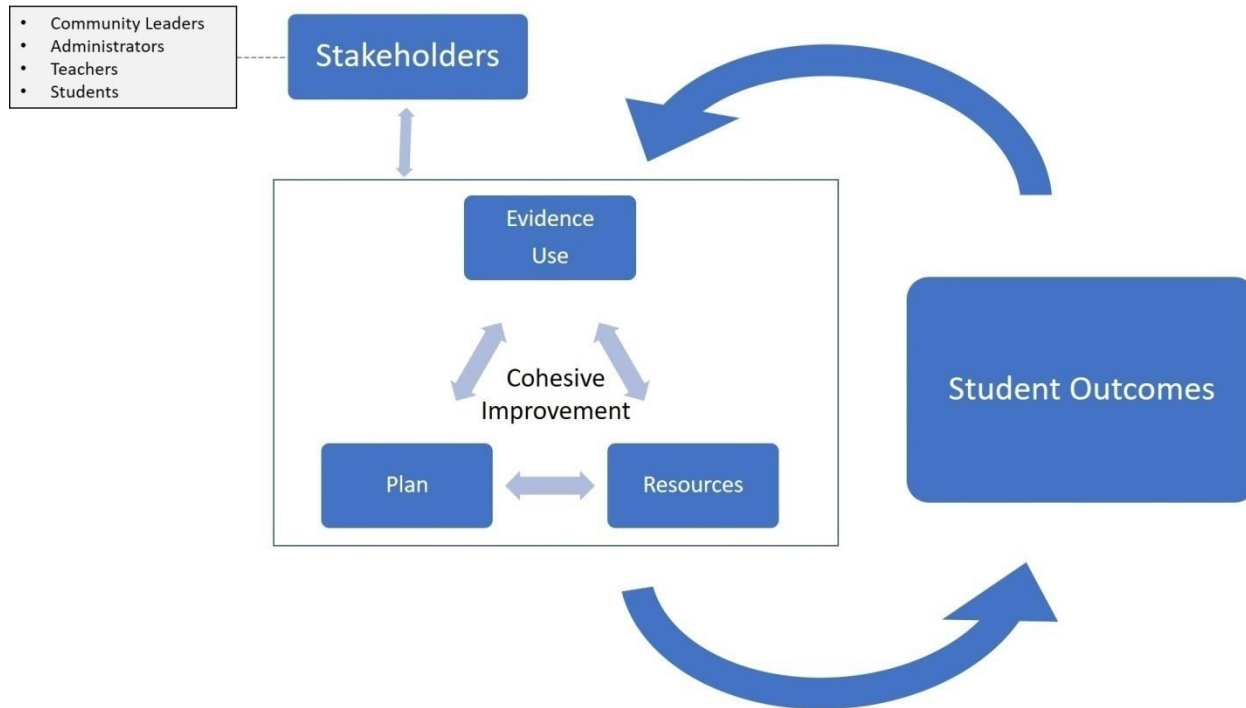 • Community Leaders
• Administrators
• Teachers
• Students
Stakeholders
Evidence
Use
Cohesive
Improvement
Plan
Resources
Student Outcomes